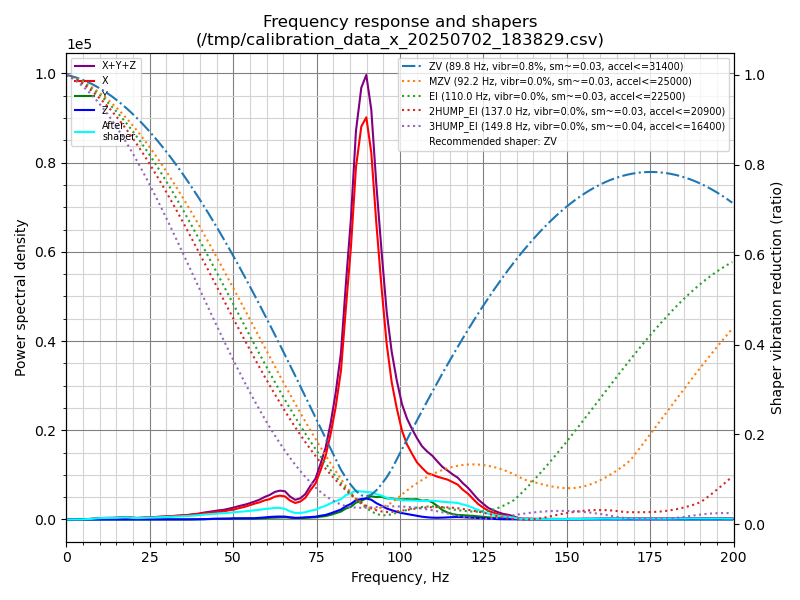 Frequency response and shapers
(/tmp/calibration_data_x_20250702_183829.csv)
1e5
X+Y+Z
X
Y
Z
After
shaper
ZV (89.8 Hz, vibr=0.8%, sm~=0.03, accel<=31400)
MZV (92.2 Hz, vibr=0.0%, sm~=0.03, accel<=25000)
EI (110.0 Hz, vibr=0.0%, sm~=0.03, accel<=22500)
2HUMP_EI (137.0 Hz, vibr=0.0%, sm~=0.03, accel<=20900)
3HUMP_EI (149.8 Hz, vibr=0.0%, sm~=0.04, accel<=16400)
Recommended shaper: ZV
Power spectral density
1.0
0.8
0.6
0.4
0.2
0.0
Shaper vibration reduction (ratio)
1.0
0.8
0.6
0.4
0.2
0.0
0 25 50 75 100 125 150 175 200
Frequency, Hz